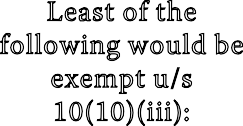 Least of the
following would be
exempt u/s
10(10)(iii):